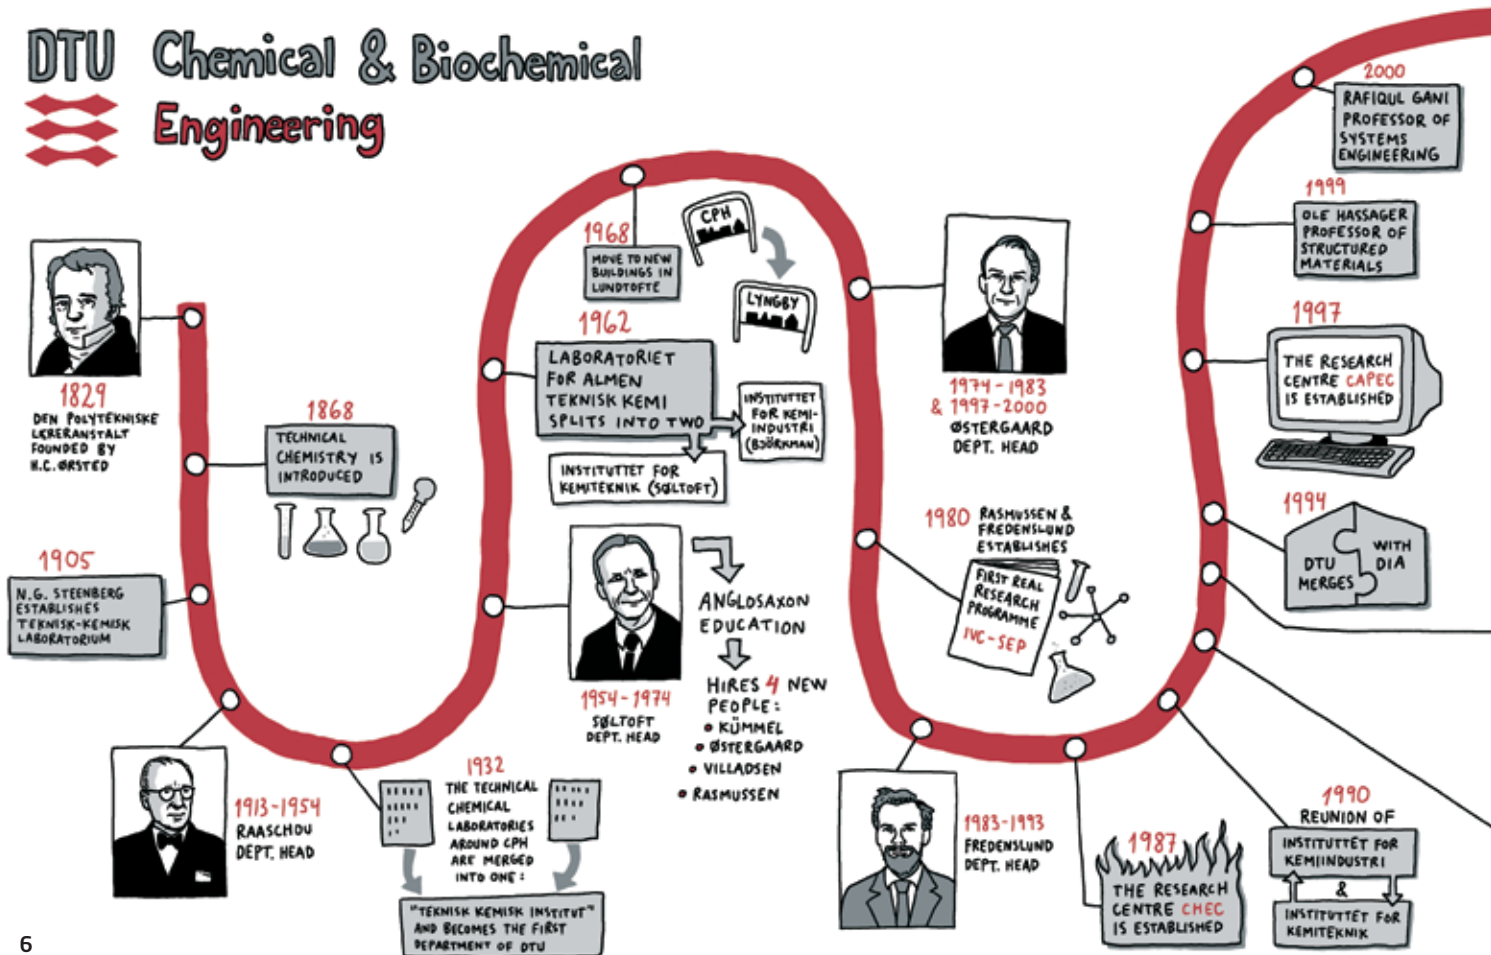 DTU Chemical & Biochemical
Engineering
1829
DEN POLYTEKNISKE
LÆRERANSTALT
FOUNDED BY
H.C. ØRSTED
1868
TECHNICAL
CHEMISTRY IS
INTRODUCED
1905
N.G. STEENBERG
ESTABLISHES
TEKNISK-KEMISK
LABORATORIUM
1913-1954
RAASCHOU
DEPT. HEAD
1932
THE TECHNICAL
CHEMICAL
LABORATORIES
AROUND CPH
ARE MERGED
INTO ONE:
"TEKNISK KEMISK INSTITUT"
AND BECOMES THE FIRST
DEPARTMENT OF DTU
1954-1974
SØLTOFT
DEPT. HEAD
ANGLOSAXON
EDUCATION
HIRES 4 NEW
PEOPLE:
• KÜMMEL
• ØSTERGAARD
• VILLADSEN
• RASMUSSEN
1962
LABORATORIET
FOR ALMEN
TEKNISK KEMI
SPLITS INTO TWO
INSTITUTTET
FOR KEMI-
INDUSTRI
(BJÖRKMAN)
INSTITUTTET FOR
KEMITEKNIK (SØLTOFT)
1968
MOVE TO NEW
BUILDINGS IN
LUNDTOFTE
CPH
LYNGBY
1974-1983
& 1997-2000
ØSTERGAARD
DEPT. HEAD
1980 RASMUSSEN &
FREDENSLUND
ESTABLISHES
FIRST REAL
RESEARCH
PROGRAMME
IVC-SEP
1983-1993
FREDENSLUND
DEPT. HEAD
1987
THE RESEARCH
CENTRE CHEC
IS ESTABLISHED
1990
REUNION OF
INSTITUTTET FOR
KEMIINDUSTRI
&
INSTITUTTET FOR
KEMITEKNIK
1994
DTU
MERGES
WITH
DIA
1997
THE RESEARCH
CENTRE CAPEC
IS ESTABLISHED
1999
OLE HASSAGER
PROFESSOR OF
STRUCTURED
MATERIALS
2000
RAFIQUL GANI
PROFESSOR OF
SYSTEMS
ENGINEERING
6